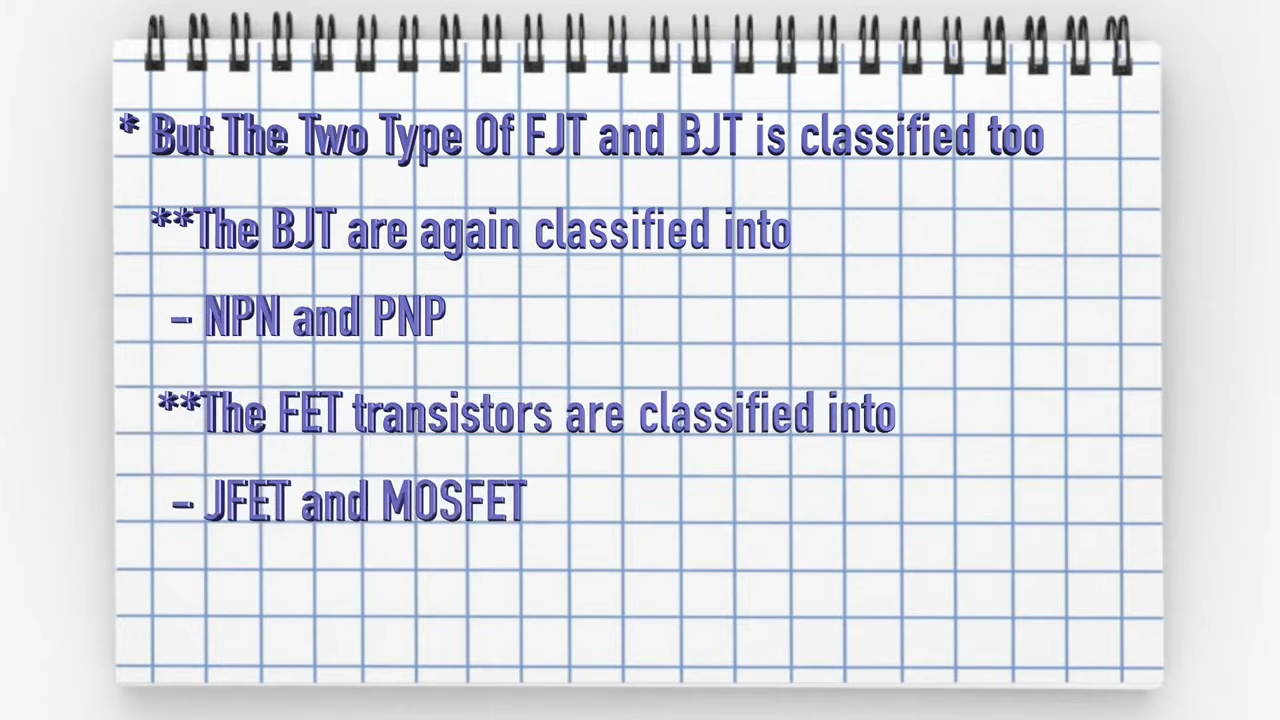 * But The Two Type Of FJT and BJT is classified too
**The BJT are again classified into
- NPN and PNP
**The FET transistors are classified into
- JFET and MOSFET